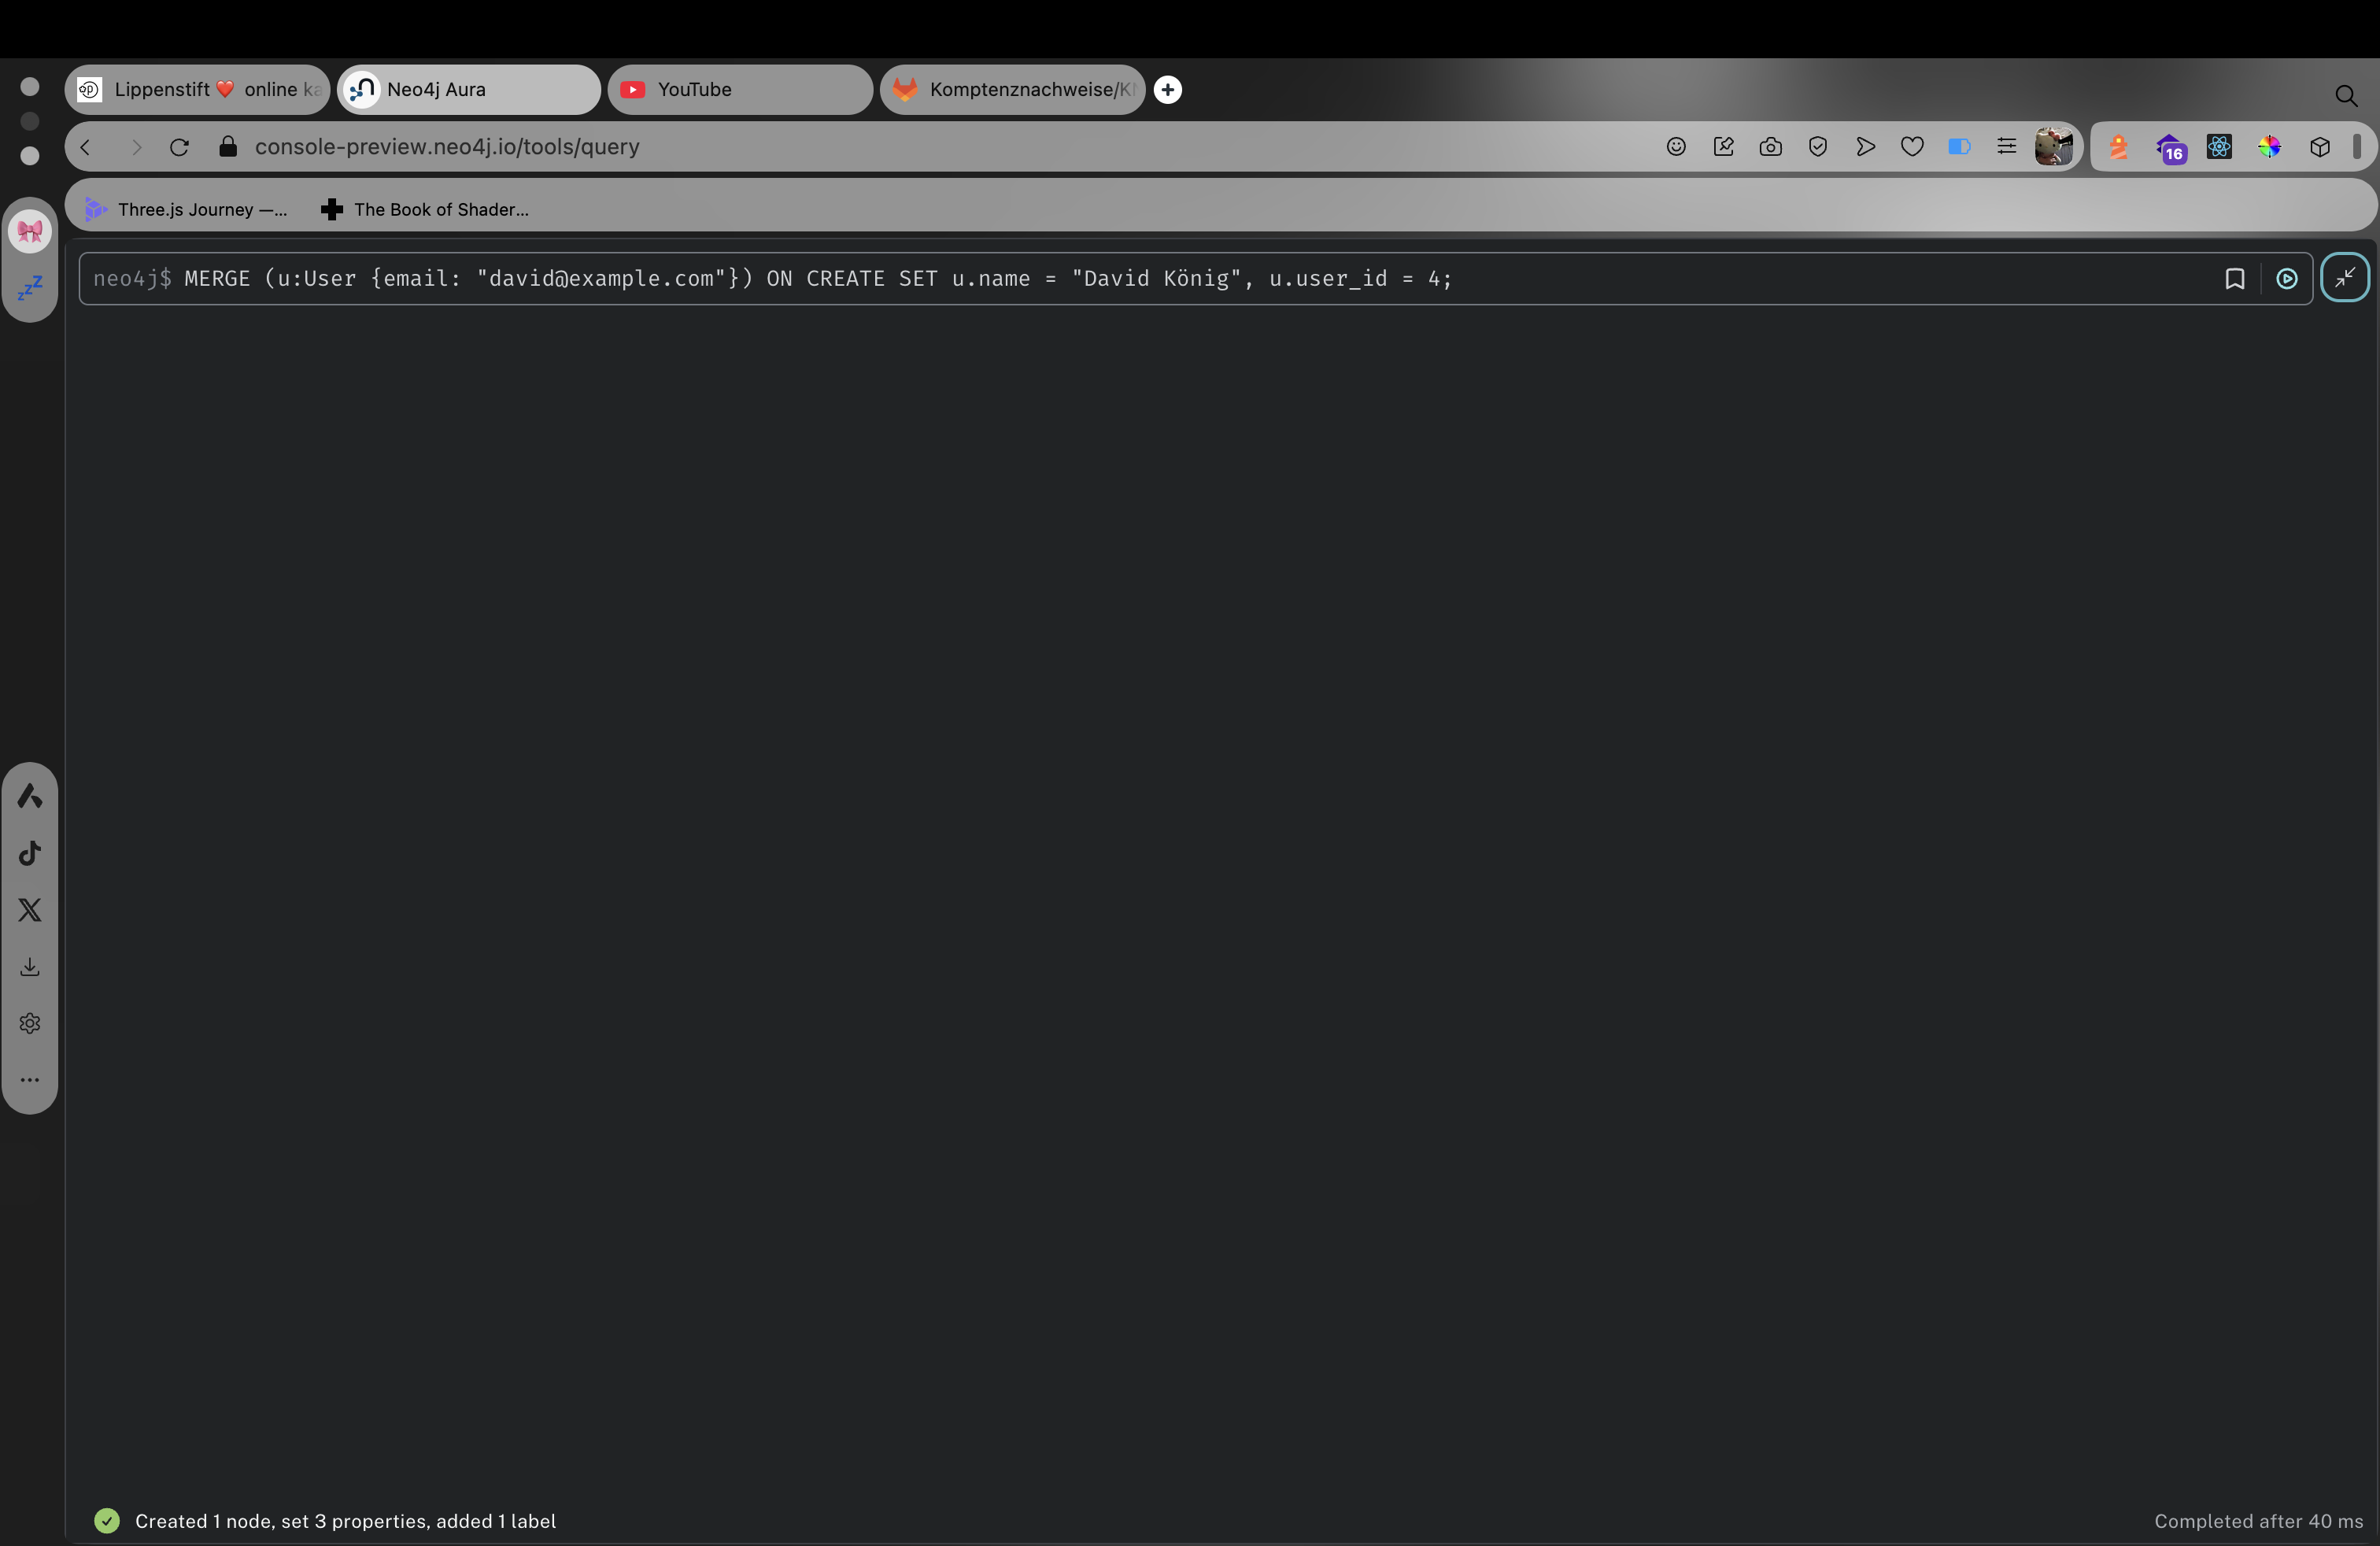 Lippenstift ❤️ online ka
Neo4j Aura
YouTube
Komptenznachweise/K
console-preview.neo4j.io/tools/query
16
Three.js Journey —...
The Book of Shader...
zzZ
neo4j$ MERGE (u:User {email: "david@example.com"}) ON CREATE SET u.name = "David König", u.user_id = 4;
Created 1 node, set 3 properties, added 1 label
Completed after 40 ms